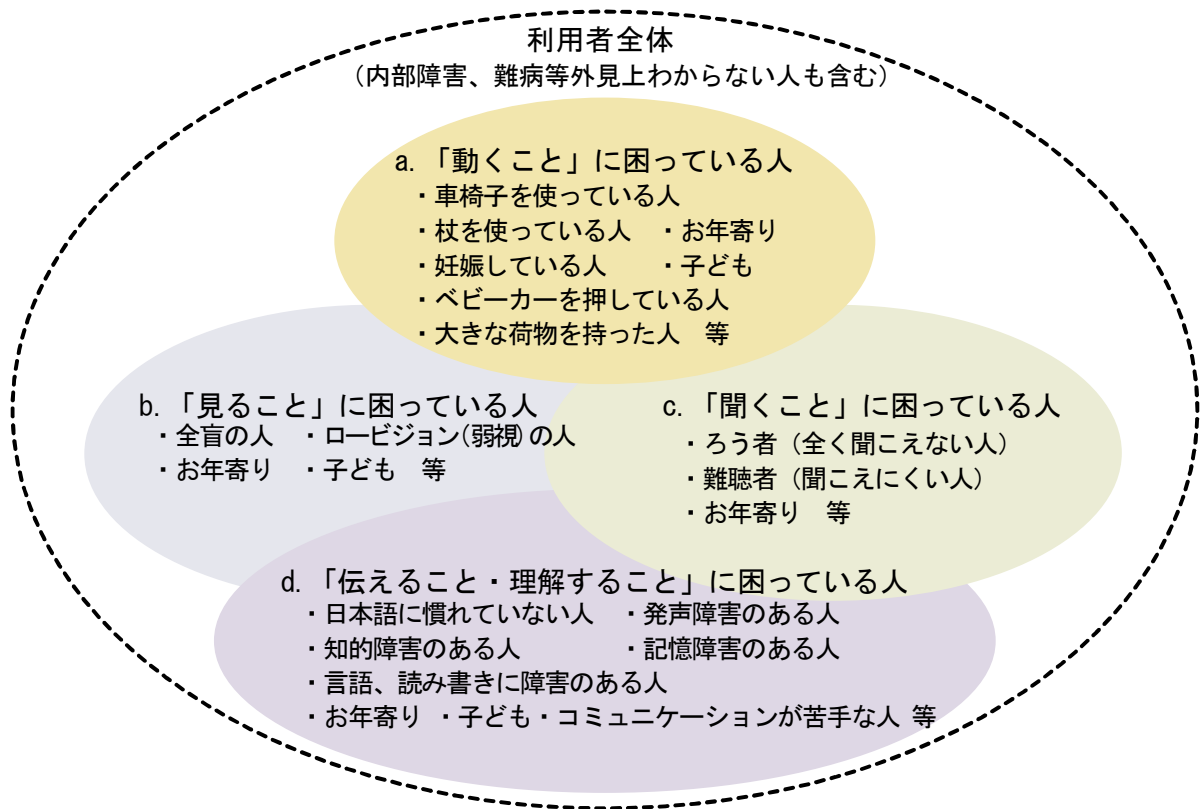 利用者全体
（内部障害、難病等外見上わからない人も含む）
a. 「動くこと」に困っている人
・車椅子を使っている人
・杖を使っている人　・お年寄り
・妊娠している人　　・子ども
・ベビーカーを押している人
・大きな荷物を持った人　等
b. 「見ること」に困っている人
・全盲の人　・ロービジョン(弱視)の人
・お年寄り　・子ども　等
c. 「聞くこと」に困っている人
・ろう者（全く聞こえない人）
・難聴者（聞こえにくい人）
・お年寄り　等
d. 「伝えること・理解すること」に困っている人
・日本語に慣れていない人　・発声障害のある人
・知的障害のある人　　　　・記憶障害のある人
・言語、読み書きに障害のある人
・お年寄り ・子ども・コミュニケーションが苦手な人 等